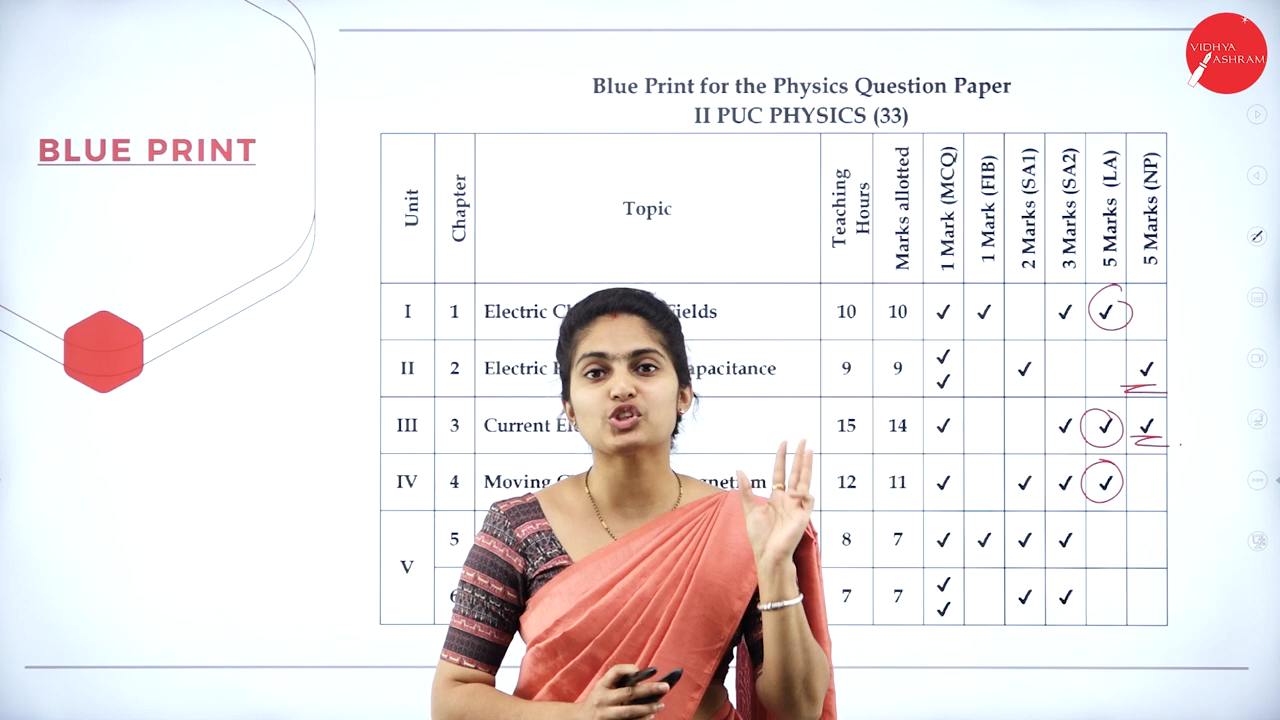 VIDHYA
ASHRAM
BLUE PRINT
Blue Print for the Physics Question Paper
II PUC PHYSICS (33)
Unit Chapter Topic Teaching Hours Marks allotted 1 Mark (MCQ) 1 Mark (FIB) 2 Marks (SA1) 3 Marks (SA2) 5 Marks (LA) 5 Marks (NP)
I 1 Electric 10 10 ✓ ✓ ✓ ✓
II 2 Electric 9 9 ✓ ✓ ✓ ✓
III 3 Current 15 14 ✓ ✓ ✓ ✓
IV 4 Moving 12 11 ✓ ✓ ✓ ✓
V 5 8 7 ✓ ✓ ✓ ✓
6 7 7 ✓ ✓ ✓ ✓